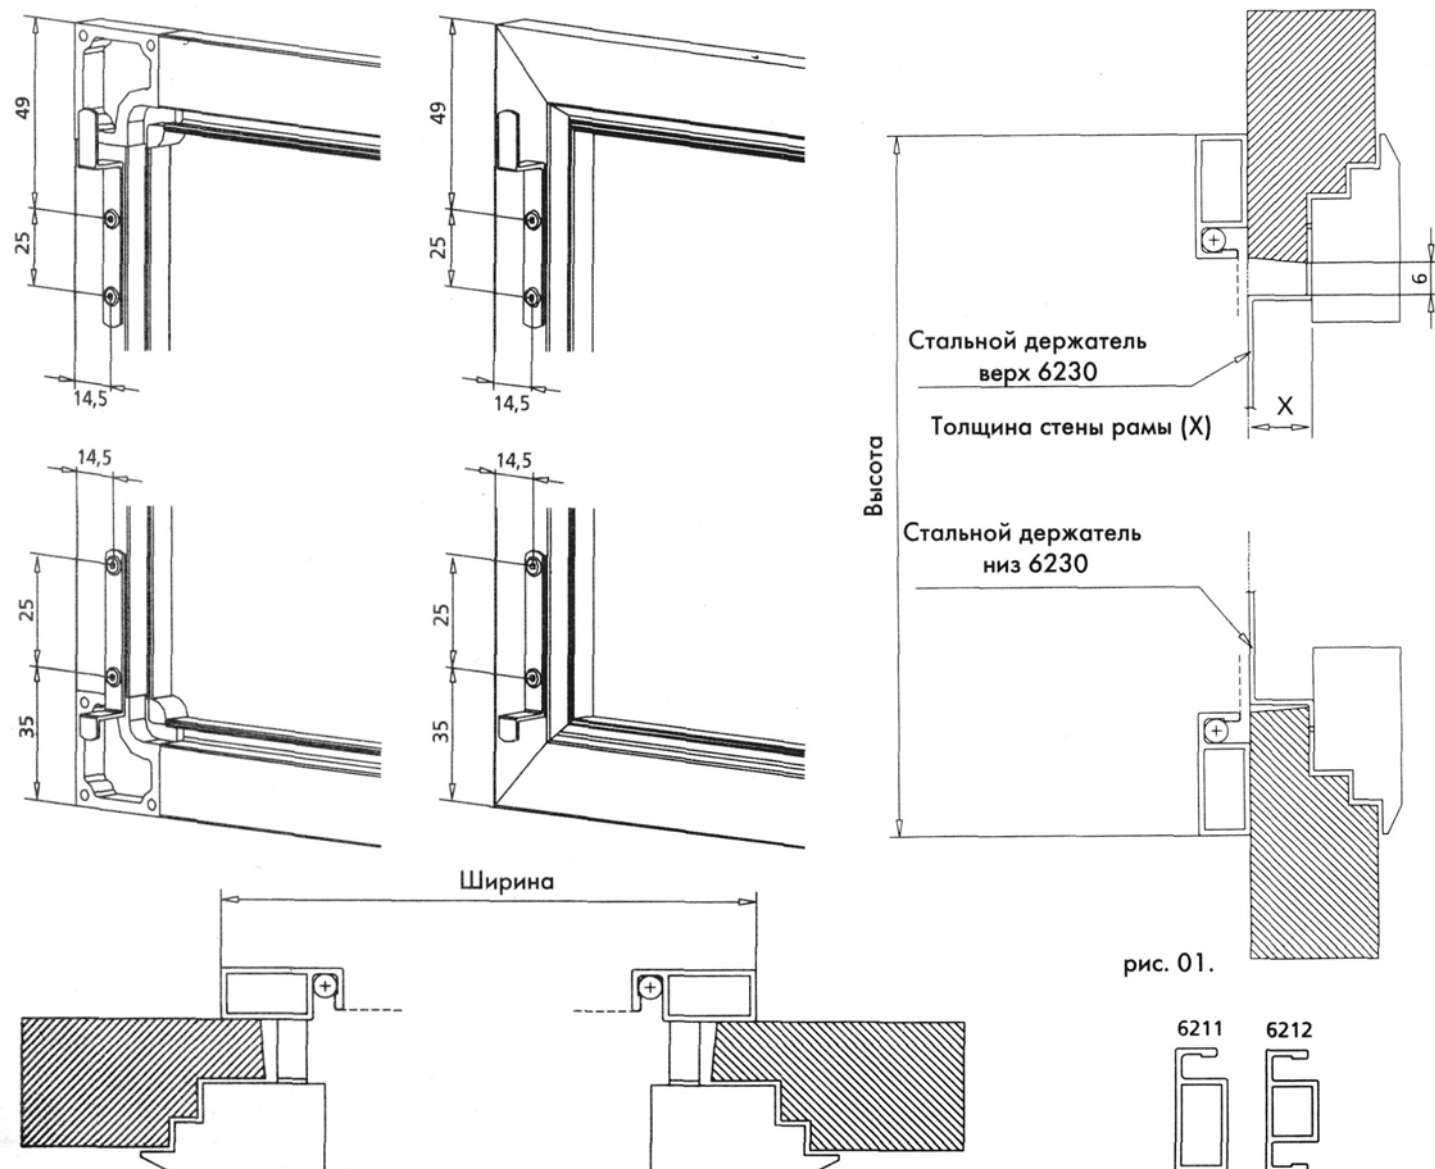 49
25
14,5
49
25
14,5
6
Стальной держатель
верх 6230
X
Толщина стены рамы (X)
Высота
14,5
25
35
14,5
25
35
Стальной держатель
низ 6230
Ширина
рис. 01.
6211
6212